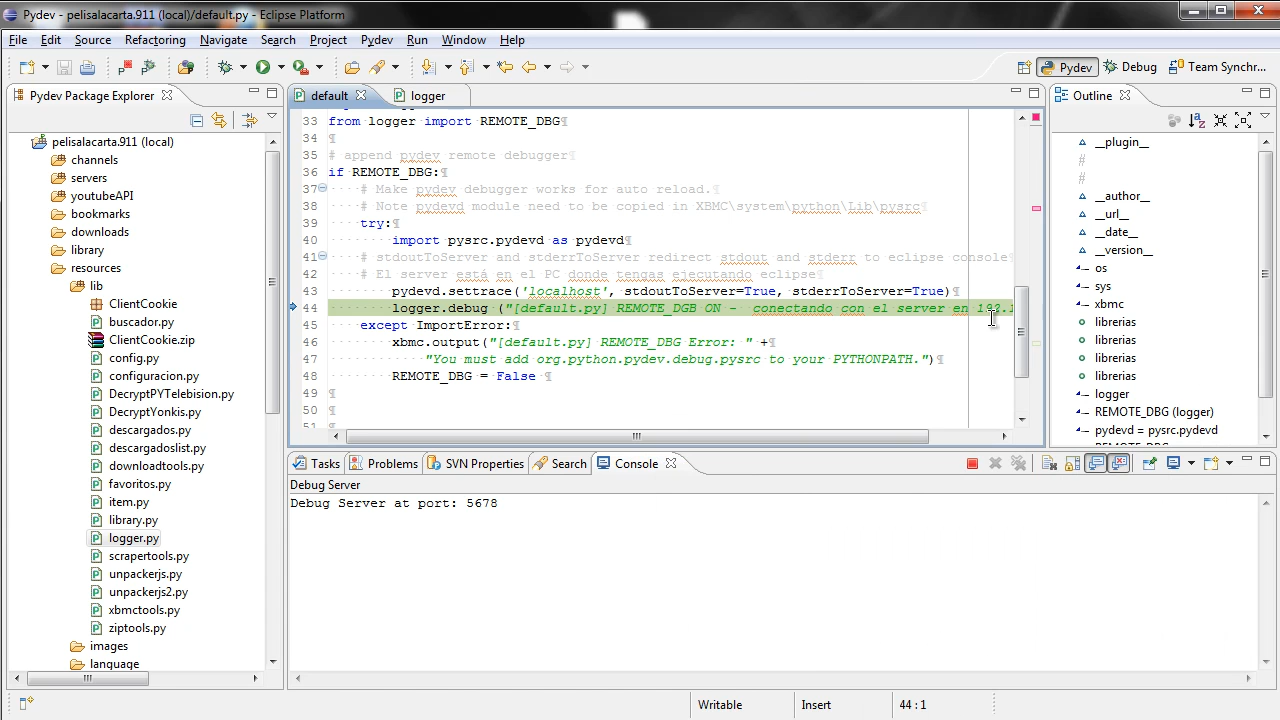 Pydev - pelisalacarta.911 (local)/default.py - Eclipse Platform
File Edit Source Refactoring Navigate Search Project Pydev Run Window Help
Pydev Debug Team Synchr...
Pydev Package Explorer
default logger
Outline
pelisalacarta.911 (local)
channels
servers
youtubeAPI
bookmarks
downloads
library
resources
lib
ClientCookie
buscador.py
ClientCookie.zip
config.py
configuracion.py
DecryptPYTelebision.py
DecryptYonkis.py
descargados.py
descargadoslist.py
downloadtools.py
favoritos.py
item.py
library.py
logger.py
scrapertools.py
unpackerjs.py
unpackerjs2.py
xbmctools.py
ziptools.py
images
language
33 from logger import REMOTE_DBG¶
34 ¶
35 # append pydev remote debugger¶
36 if REMOTE_DBG:¶
37 # Make pydev debugger works for auto reload.¶
38 # Note pydevd module need to be copied in XBMC\system\python\Lib\pysrc¶
39 try:¶
40 import pysrc.pydevd as pydevd¶
41 # stdoutToServer and stderrToServer redirect stdout and stderr to eclipse console
42 # El server está en el PC donde tengas ejecutando eclipse¶
43 pydevd.settrace('localhost', stdoutToServer=True, stderrToServer=True)¶
44 logger.debug ("[default.py] REMOTE_DGB ON - conectando con el server en
45 except ImportError:¶
46 xbmc.output("[default.py] REMOTE_DBG Error: " +¶
47 "You must add org.python.pydev.debug.pysrc to your PYTHONPATH.")¶
48 REMOTE_DBG = False ¶
49 ¶
50 ¶
51
__plugin__
#
#
__author__
__url__
__date__
__version__
os
sys
xbmc
librerias
librerias
librerias
librerias
logger
REMOTE_DBG (logger)
pydevd = pysrc.pydevd
Tasks Problems SVN Properties Search Console
Debug Server
Debug Server at port: 5678
Writable Insert 44 : 1